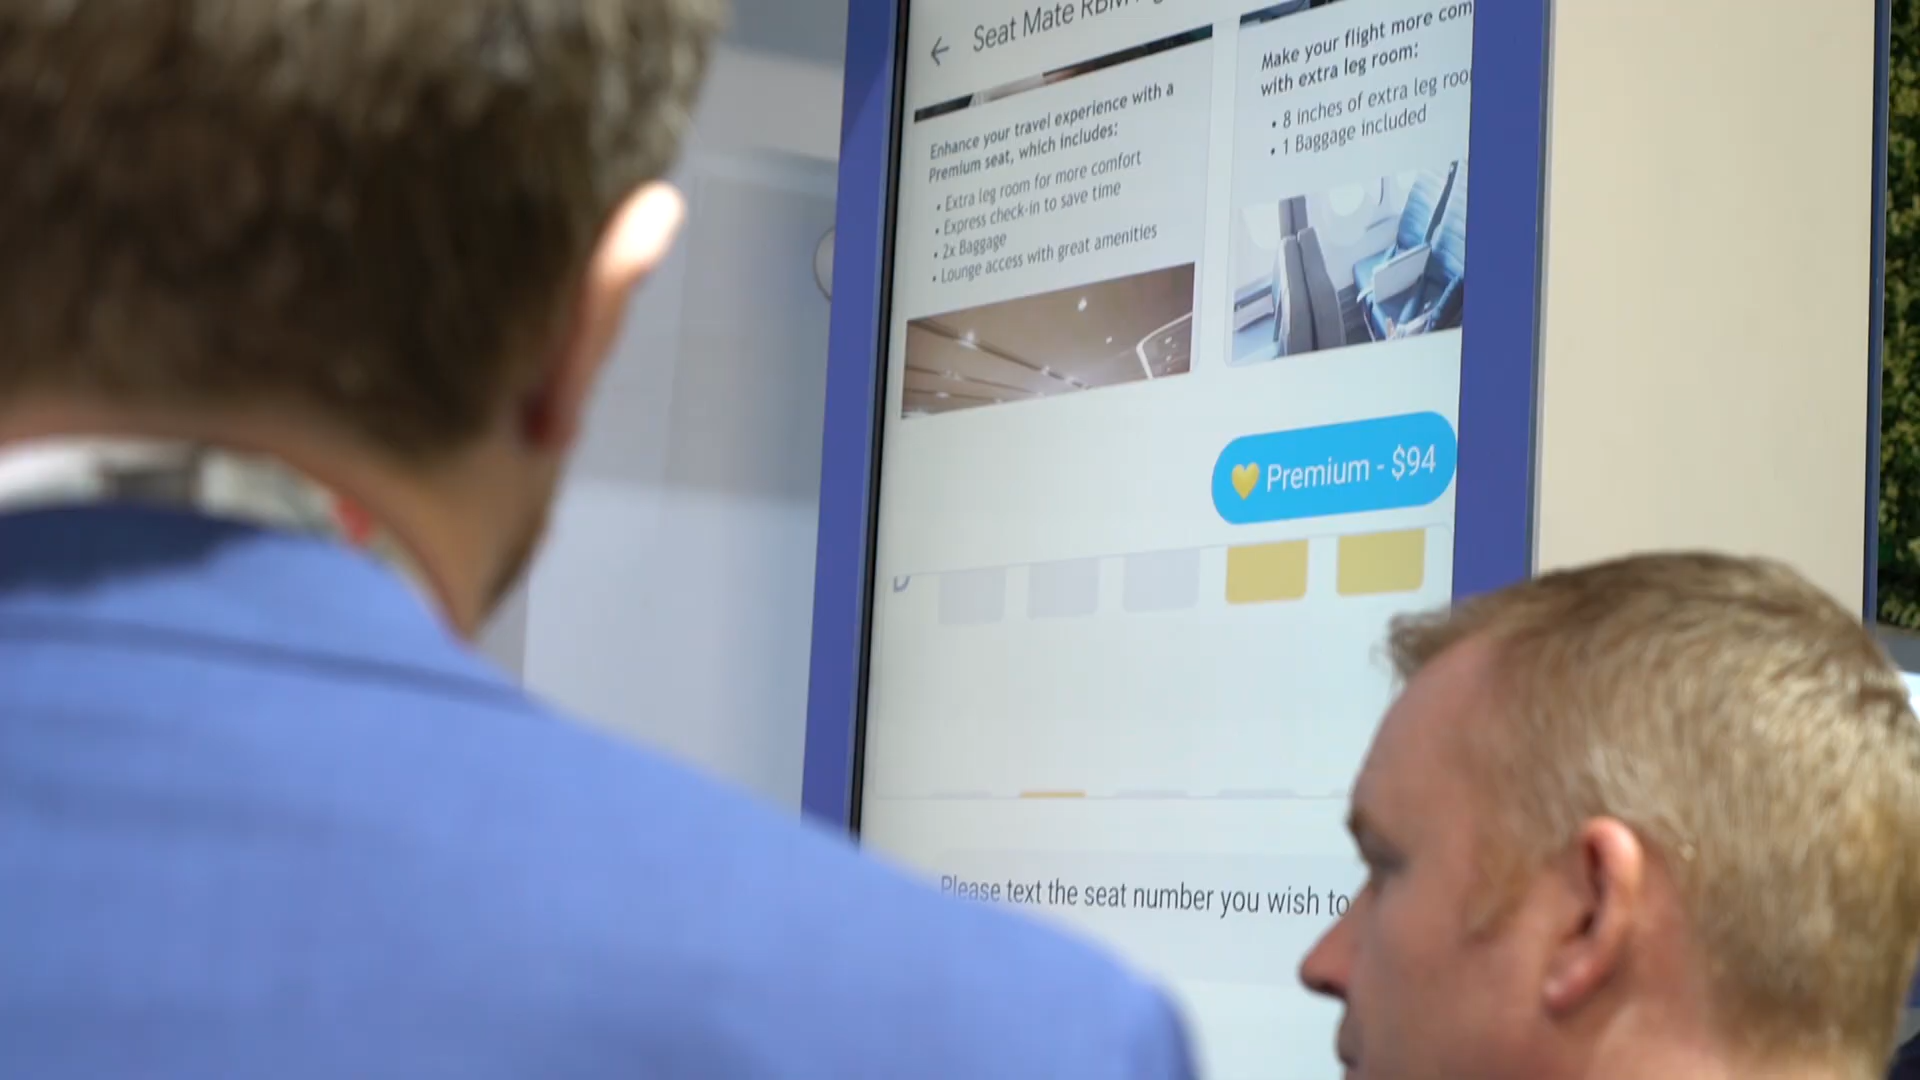 Seat Mate RBM
Enhance your travel experience with a
Premium seat, which includes:
• Extra leg room for more comfort
• Express check-in to save time
• 2x Baggage
• Lounge access with great amenities
Make your flight more com
with extra leg room:
• 8 inches of extra leg roo
• 1 Baggage included
💛 Premium - $94
D
Please text the seat number you wish to